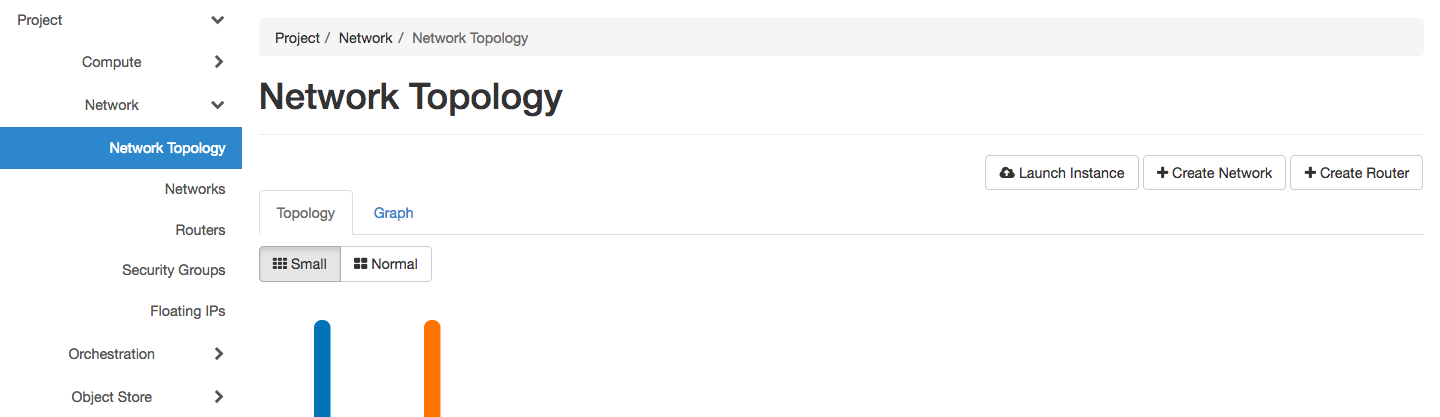 Project
Compute
Network
Network Topology
Networks
Routers
Security Groups
Floating IPs
Orchestration
Object Store
Project / Network / Network Topology
Network Topology
Launch Instance + Create Network + Create Router
Topology Graph
Small Normal